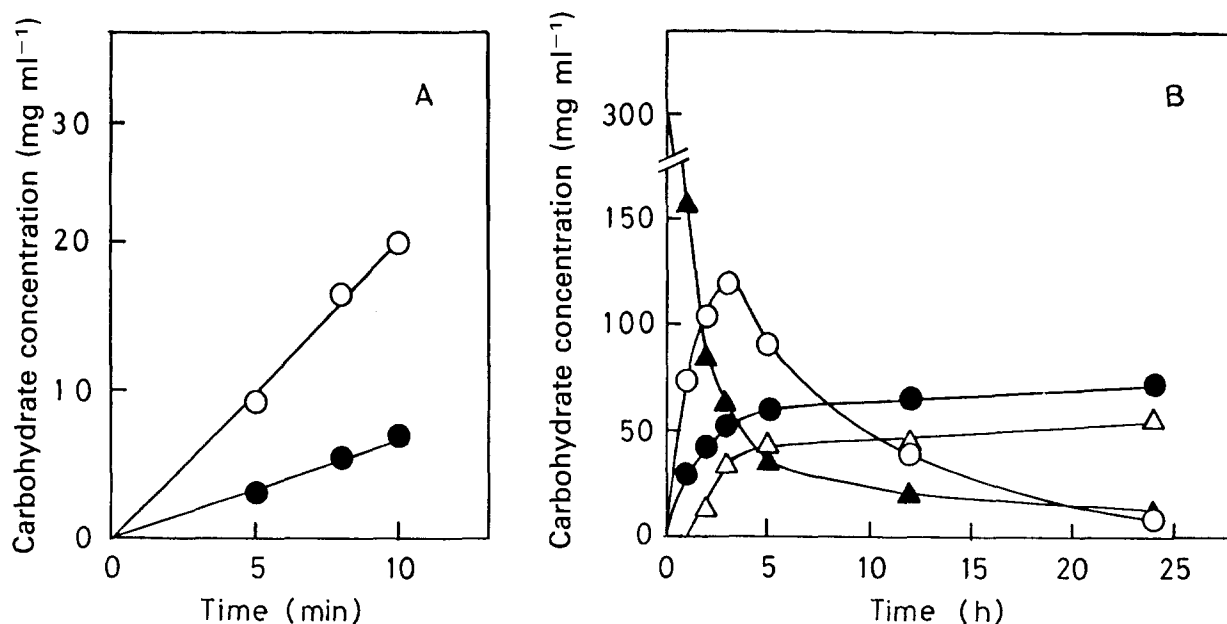 Carbohydrate concentration (mg ml⁻¹)
A
30
20
10
0
0 5 10
Time (min)
Carbohydrate concentration (mg ml⁻¹)
B
300
150
100
50
0
0 5 10 15 20 25
Time (h)